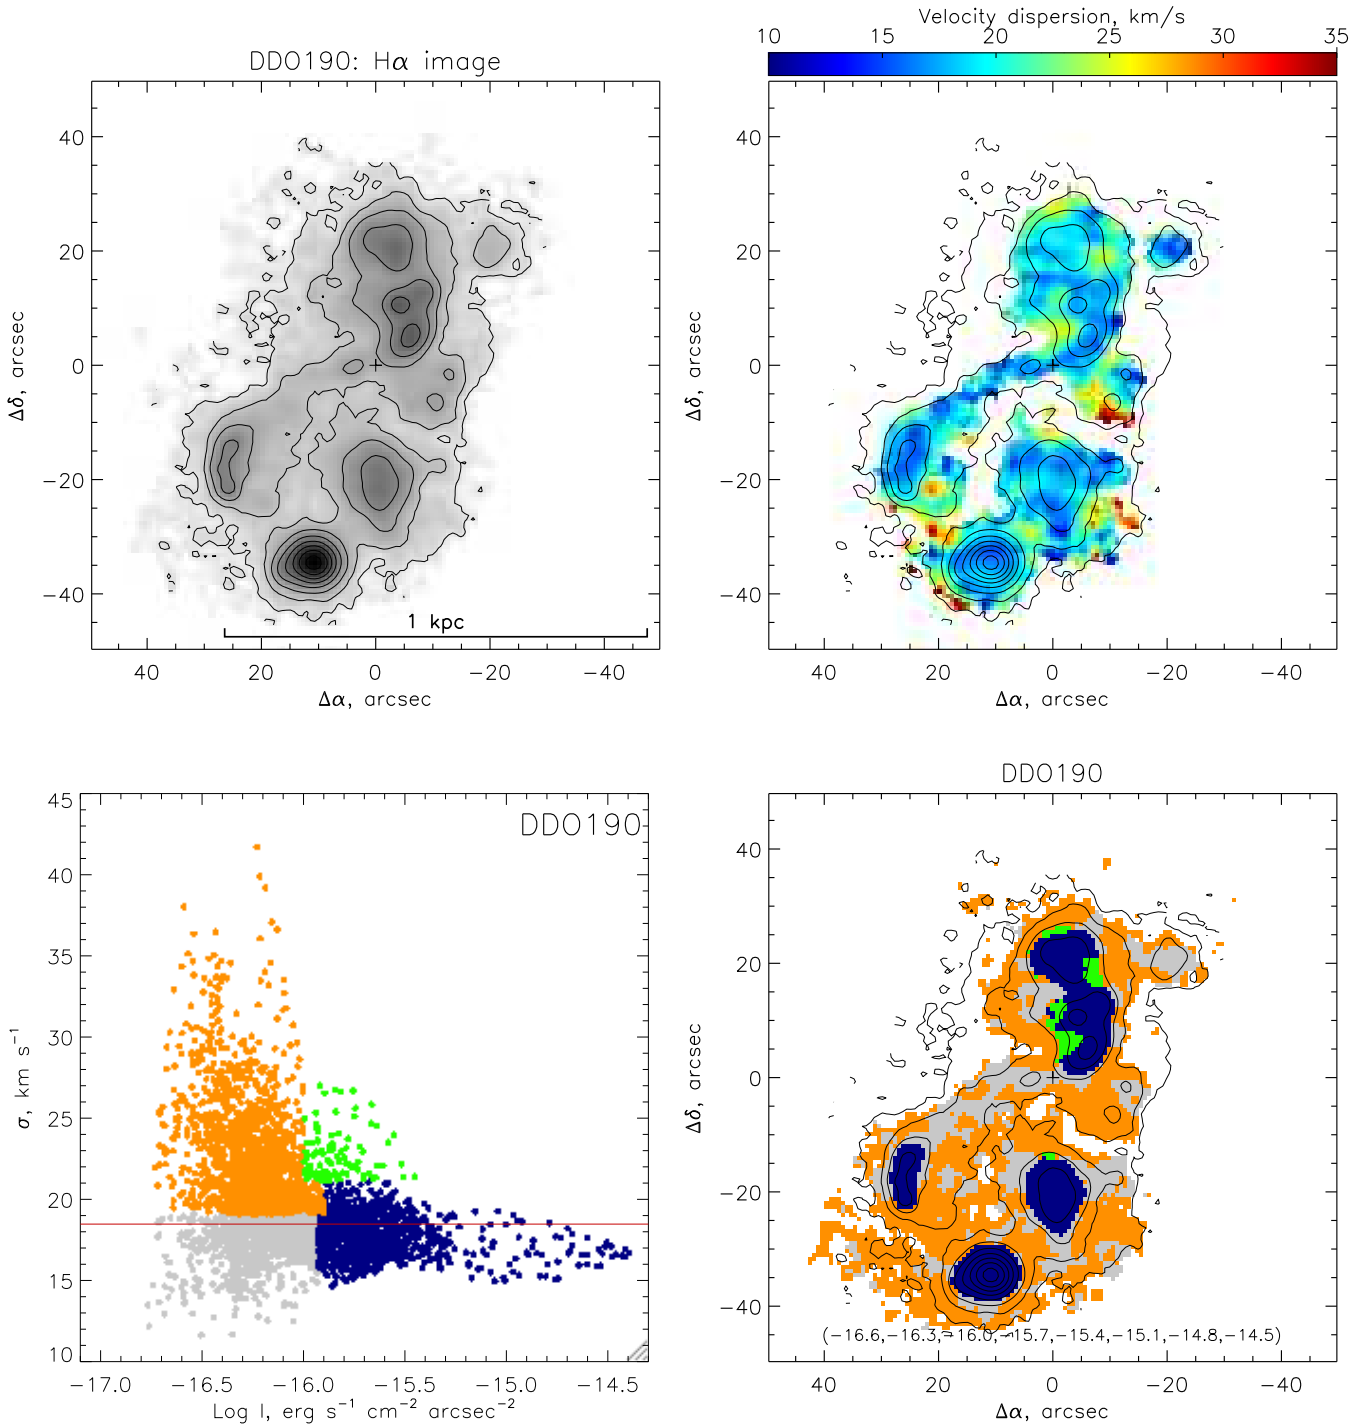 Velocity dispersion, km/s
10 15 20 25 30 35
DDO190: Hα image
40
20
0
−20
−40
Δδ, arcsec
1 kpc
40 20 0 −20 −40
Δα, arcsec
40
20
0
−20
−40
Δδ, arcsec
40 20 0 −20 −40
Δα, arcsec
DDO190
45
40
35
30
25
20
15
10
σ, km s⁻¹
−17.0 −16.5 −16.0 −15.5 −15.0 −14.5
Log I, erg s⁻¹ cm⁻² arcsec⁻²
DDO190
40
20
0
−20
−40
Δδ, arcsec
(−16.6,−16.3,−16.0,−15.7,−15.4,−15.1,−14.8,−14.5)
40 20 0 −20 −40
Δα, arcsec